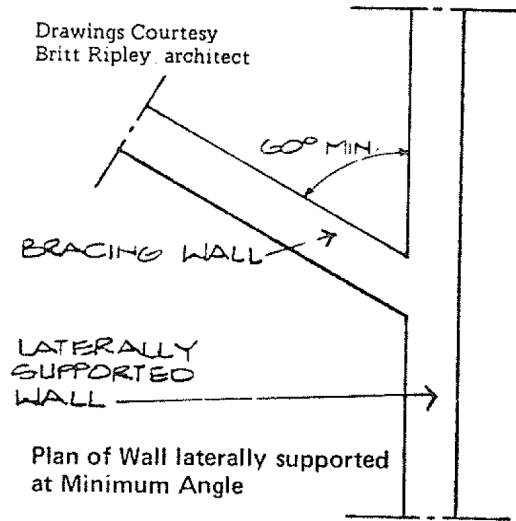 Drawings Courtesy
Britt Ripley architect
60° MIN.
BRACING WALL
LATERALLY
SUPPORTED
WALL
Plan of Wall laterally supported
at Minimum Angle